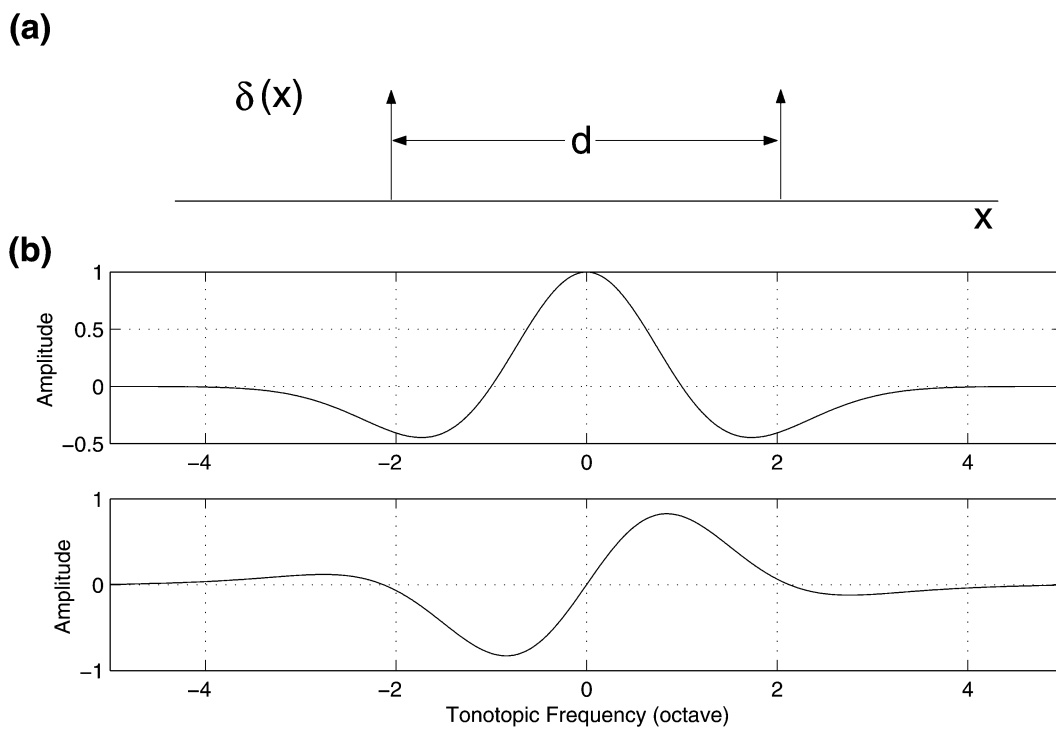 (a)
δ(x)
d
x
(b)
1
0.5
0
−0.5
Amplitude
−4 −2 0 2 4
1
0
−1
Amplitude
−4 −2 0 2 4
Tonotopic Frequency (octave)